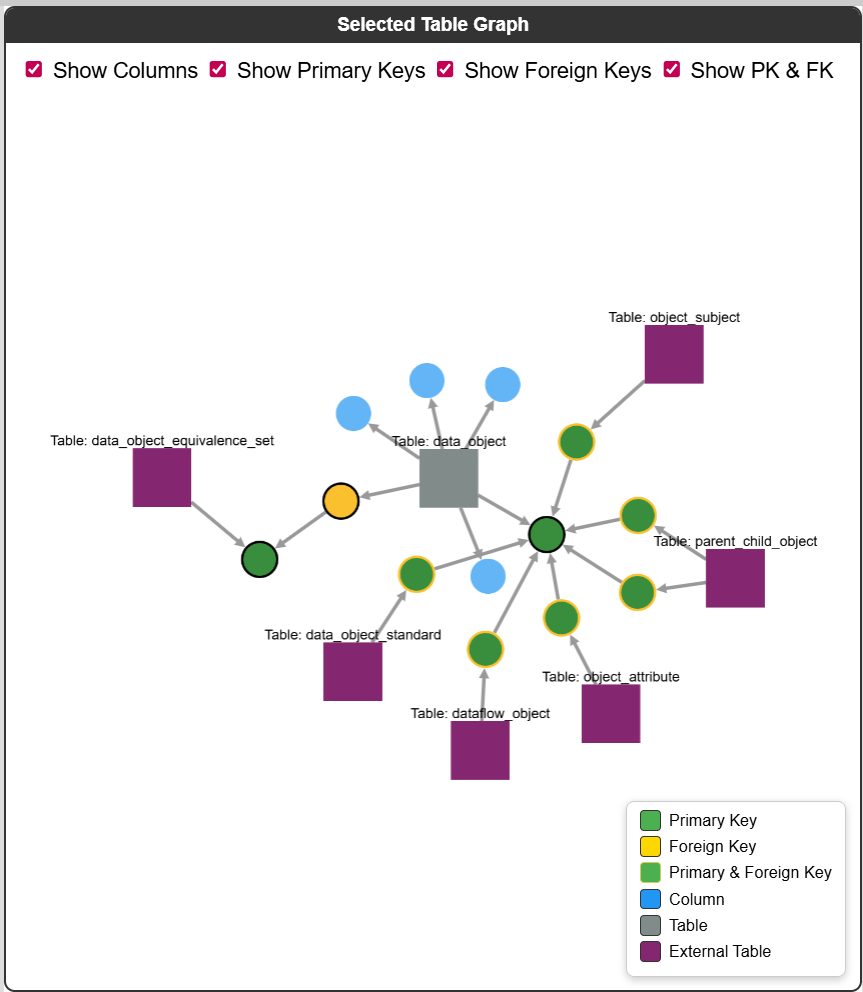 Selected Table Graph
Show Columns Show Primary Keys Show Foreign Keys Show PK & FK
Table: object_subject
Table: data_object_equivalence_set
Table: data_object
Table: parent_child_object
Table: data_object_standard
Table: object_attribute
Table: dataflow_object
Primary Key
Foreign Key
Primary & Foreign Key
Column
Table
External Table